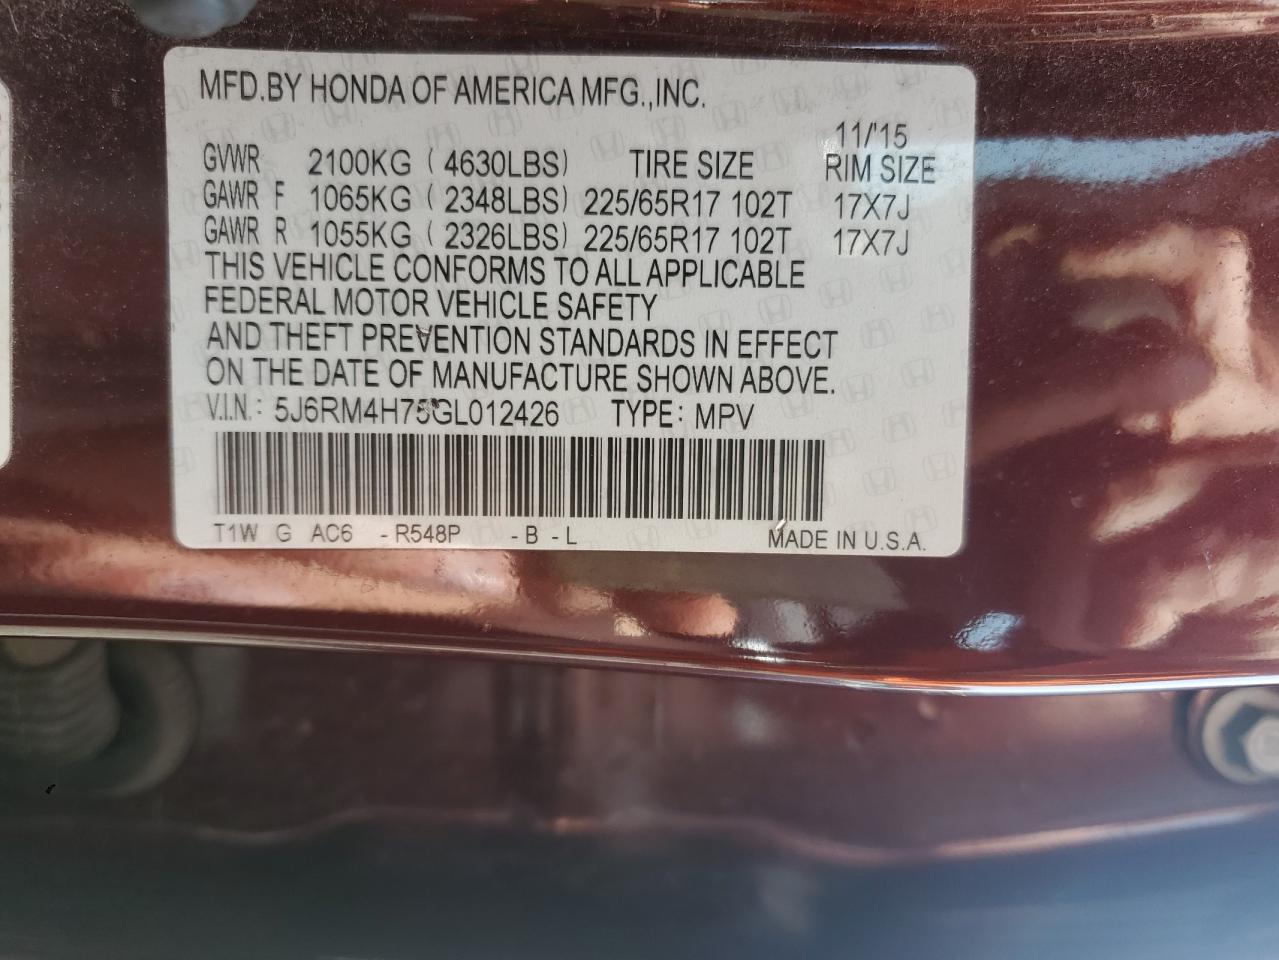 MFD.BY HONDA OF AMERICA MFG.,INC.
11/'15
GVWR 2100KG ( 4630LBS) TIRE SIZE RIM SIZE
GAWR F 1065KG ( 2348LBS) 225/65R17 102T 17X7J
GAWR R 1055KG ( 2326LBS) 225/65R17 102T 17X7J
THIS VEHICLE CONFORMS TO ALL APPLICABLE
FEDERAL MOTOR VEHICLE SAFETY
AND THEFT PREVENTION STANDARDS IN EFFECT
ON THE DATE OF MANUFACTURE SHOWN ABOVE.
V.I.N.: 5J6RM4H75GL012426 TYPE: MPV
T1W G AC6 -R548P -B -L MADE IN U.S.A.